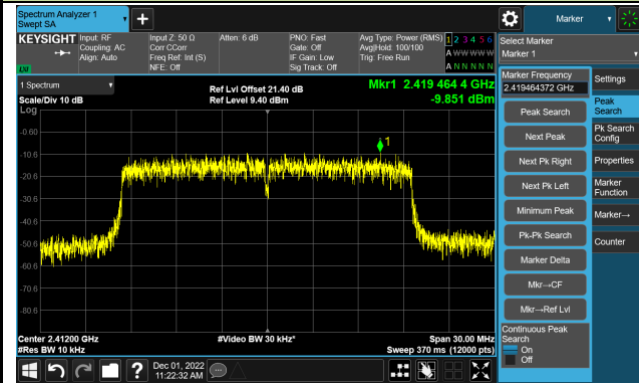 Spectrum Analyzer 1
Swept SA
Marker
KEYSIGHT
Input: RF
Coupling: AC
Align: Auto
Input Z: 50 Ω
Corr CCorr
Freq Ref: Int (S)
NFE: Off
Atten: 6 dB
PNO: Fast
Gate: Off
IF Gain: Low
Sig Track: Off
Avg Type: Power (RMS)
Avg|Hold: 100/100
Trig: Free Run
1 2 3 4 5 6
A W W W W W
A N N N N N
Select Marker
Marker 1
1 Spectrum
Scale/Div 10 dB
Log
Ref Lvl Offset 21.40 dB
Ref Level 9.40 dBm
Mkr1 2.419 464 4 GHz
-9.851 dBm
1
-0.60
-10.6
-20.6
-30.6
-40.6
-50.6
-60.6
-70.6
-80.6
Center 2.41200 GHz
#Res BW 10 kHz
#Video BW 30 kHz*
Span 30.00 MHz
Sweep 370 ms (12000 pts)
Marker Frequency
2.419464372 GHz
Peak Search
Next Peak
Next Pk Right
Next Pk Left
Minimum Peak
Pk-Pk Search
Marker Delta
Mkr→CF
Mkr→Ref Lvl
Continuous Peak
Search
On
Off
Settings
Peak
Search
Pk Search
Config
Properties
Marker
Function
Marker→
Counter
Dec 01, 2022
11:22:32 AM